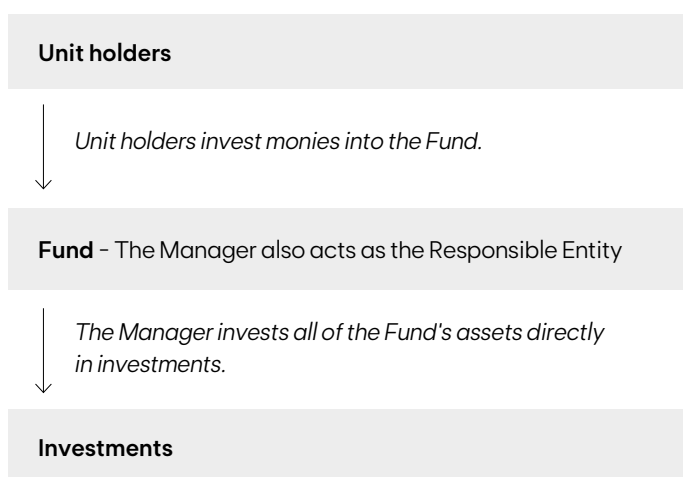 Unit holders
Unit holders invest monies into the Fund.
Fund - The Manager also acts as the Responsible Entity
The Manager invests all of the Fund's assets directly
in investments.
Investments